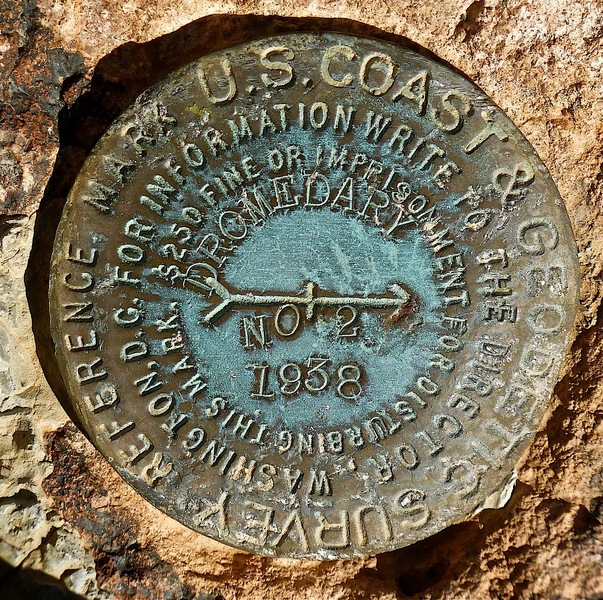 U.S. COAST & GEODETIC SURVEY
REFERENCE MARK
FOR INFORMATION WRITE TO THE DIRECTOR, WASHINGTON, D.C.
$250 FINE OR IMPRISONMENT FOR DISTURBING THIS MARK.
DROMEDARY
NO 2
1938